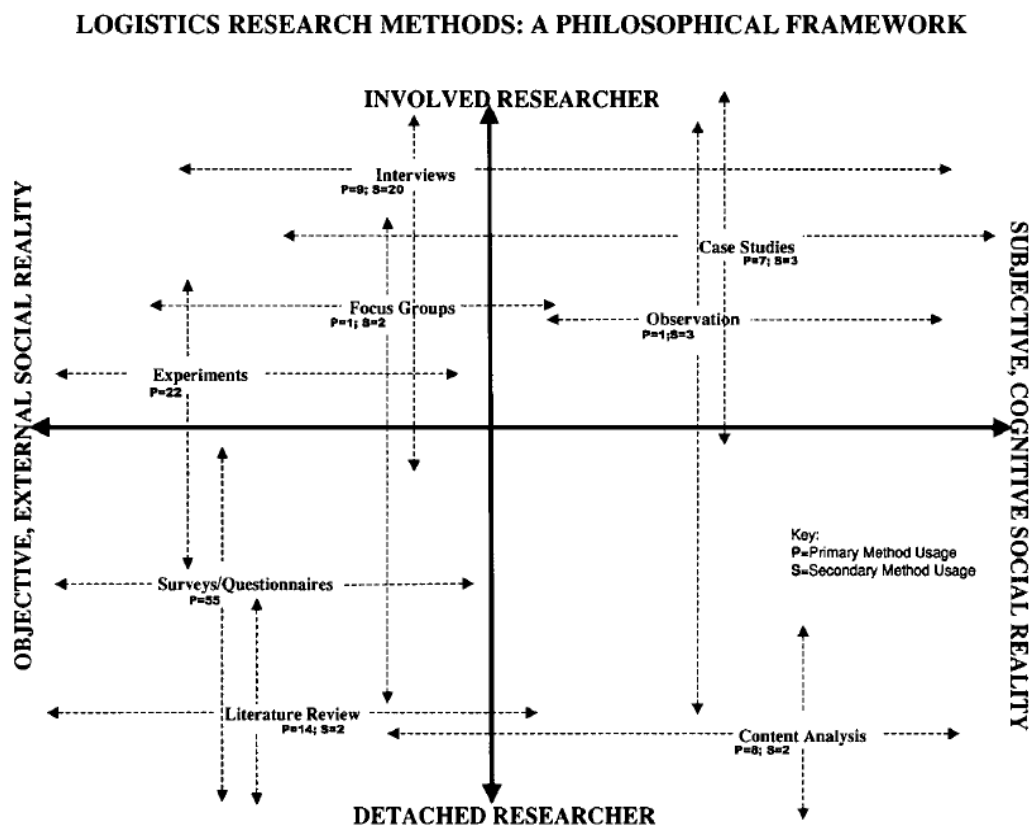 LOGISTICS RESEARCH METHODS: A PHILOSOPHICAL FRAMEWORK
INVOLVED RESEARCHER
Interviews
P=9; S=20
OBJECTIVE, EXTERNAL SOCIAL REALITY
SUBJECTIVE, COGNITIVE SOCIAL REALITY
Case Studies
P=7; S=3
Focus Groups
P=1; S=2
Observation
P=1;S=3
Experiments
P=22
Key:
P=Primary Method Usage
S=Secondary Method Usage
Surveys/Questionnaires
P=55
Literature Review
P=14; S=2
Content Analysis
P=8; S=2
DETACHED RESEARCHER